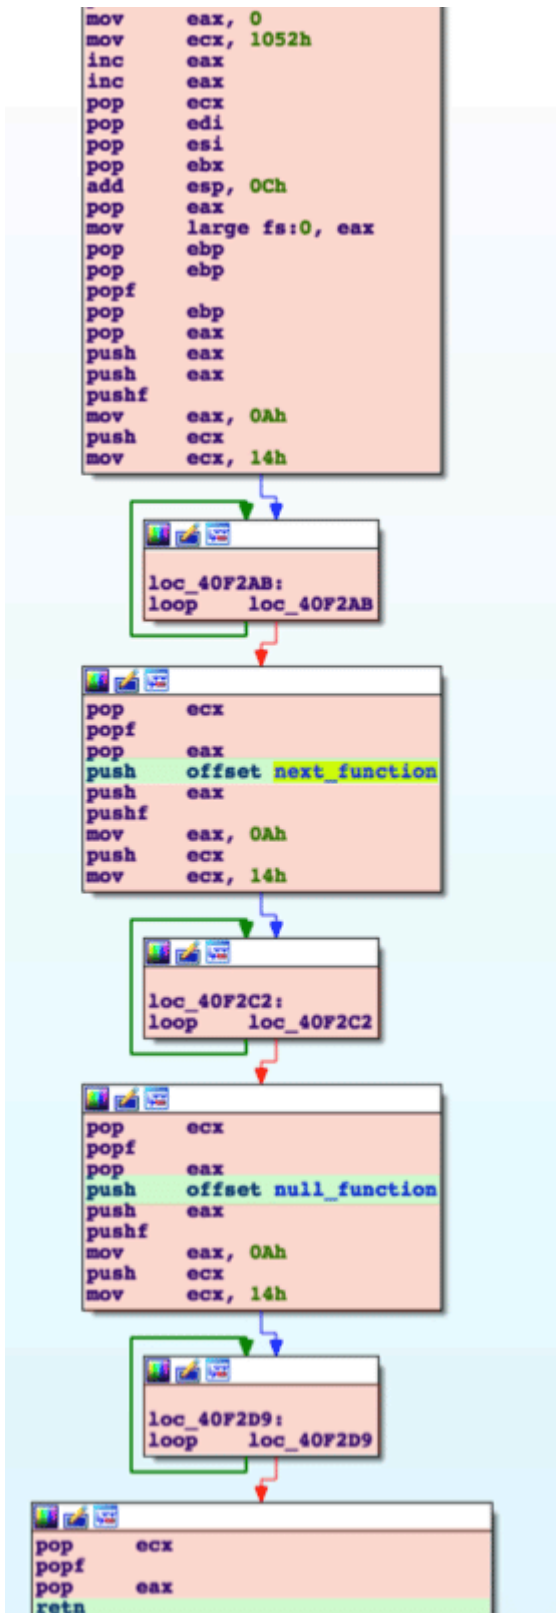 mov eax, 0
mov ecx, 1052h
inc eax
inc eax
pop ecx
pop edi
pop esi
pop ebx
add esp, 0Ch
pop eax
mov large fs:0, eax
pop ebp
pop ebp
popf
pop ebp
pop eax
push eax
push eax
pushf
mov eax, 0Ah
push ecx
mov ecx, 14h
loc_40F2AB:
loop loc_40F2AB
pop ecx
popf
pop eax
push offset next_function
push eax
pushf
mov eax, 0Ah
push ecx
mov ecx, 14h
loc_40F2C2:
loop loc_40F2C2
pop ecx
popf
pop eax
push offset null_function
push eax
pushf
mov eax, 0Ah
push ecx
mov ecx, 14h
loc_40F2D9:
loop loc_40F2D9
pop ecx
popf
pop eax
retn